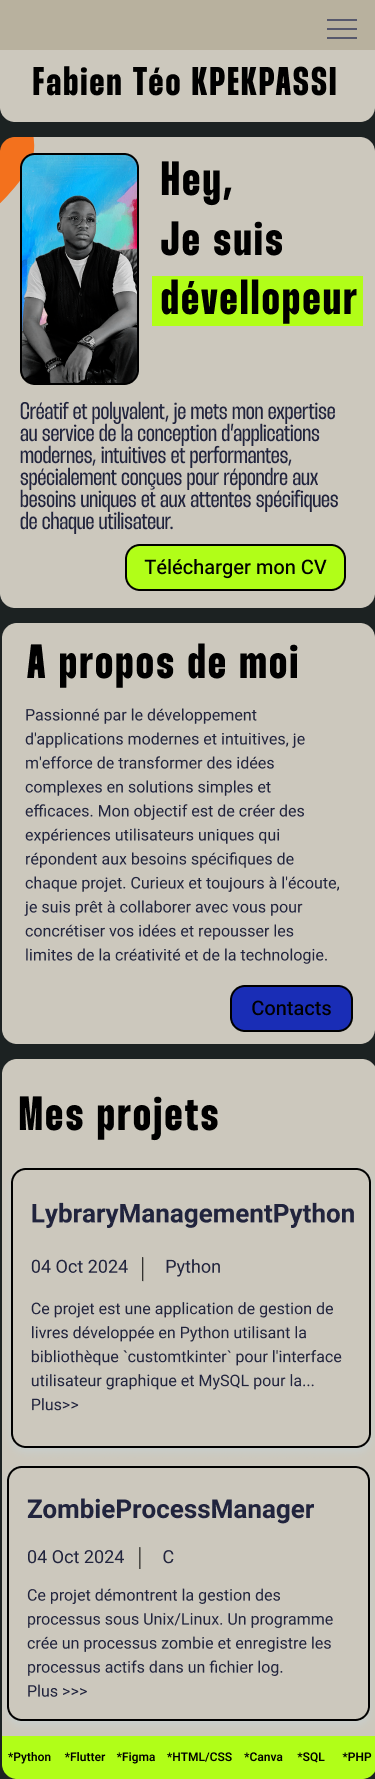 Fabien Téo KPEKPASSI
Hey,
Je suis
dévellopeur
Créatif et polyvalent, je mets mon expertise
au service de la conception d'applications
modernes, intuitives et performantes,
spécialement conçues pour répondre aux
besoins uniques et aux attentes spécifiques
de chaque utilisateur.
Télécharger mon CV
A propos de moi
Passionné par le développement
d'applications modernes et intuitives, je
m'efforce de transformer des idées
complexes en solutions simples et
efficaces. Mon objectif est de créer des
expériences utilisateurs uniques qui
répondent aux besoins spécifiques de
chaque projet. Curieux et toujours à l'écoute,
je suis prêt à collaborer avec vous pour
concrétiser vos idées et repousser les
limites de la créativité et de la technologie.
Contacts
Mes projets
LybraryManagementPython
04 Oct 2024 | Python
Ce projet est une application de gestion de
livres développée en Python utilisant la
bibliothèque `customtkinter` pour l'interface
utilisateur graphique et MySQL pour la...
Plus>>
ZombieProcessManager
04 Oct 2024 | C
Ce projet démontrent la gestion des
processus sous Unix/Linux. Un programme
crée un processus zombie et enregistre les
processus actifs dans un fichier log.
Plus >>>
*Python *Flutter *Figma *HTML/CSS *Canva *SQL *PHP